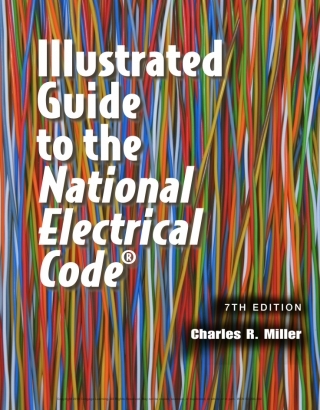 Illustrated
Guide
to the
National
Electrical
Code®
7TH EDITION
Charles R. Miller